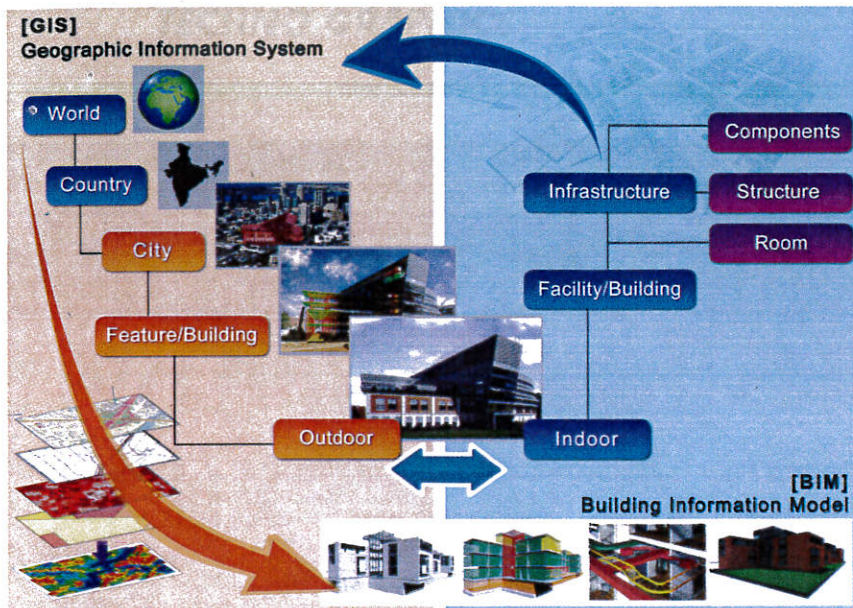 [GIS]
Geographic Information System
World
Country
City
Feature/Building
Outdoor
Components
Infrastructure
Structure
Room
Facility/Building
Indoor
[BIM]
Building Information Model